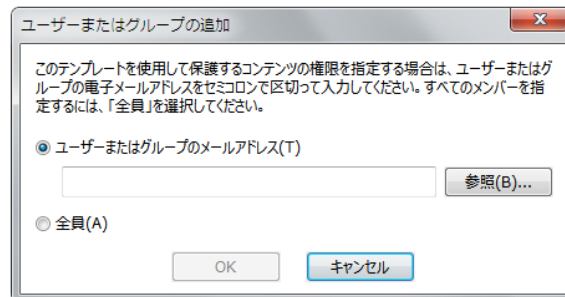 ユーザーまたはグループの追加
このテンプレートを使用して保護するコンテンツの権限を指定する場合は、ユーザーまたはグ
ループの電子メールアドレスをセミコロンで区切って入力してください。すべてのメンバーを指
定するには、「全員」を選択してください。
ユーザーまたはグループのメールアドレス(T)
参照(B)...
全員(A)
OK
キャンセル